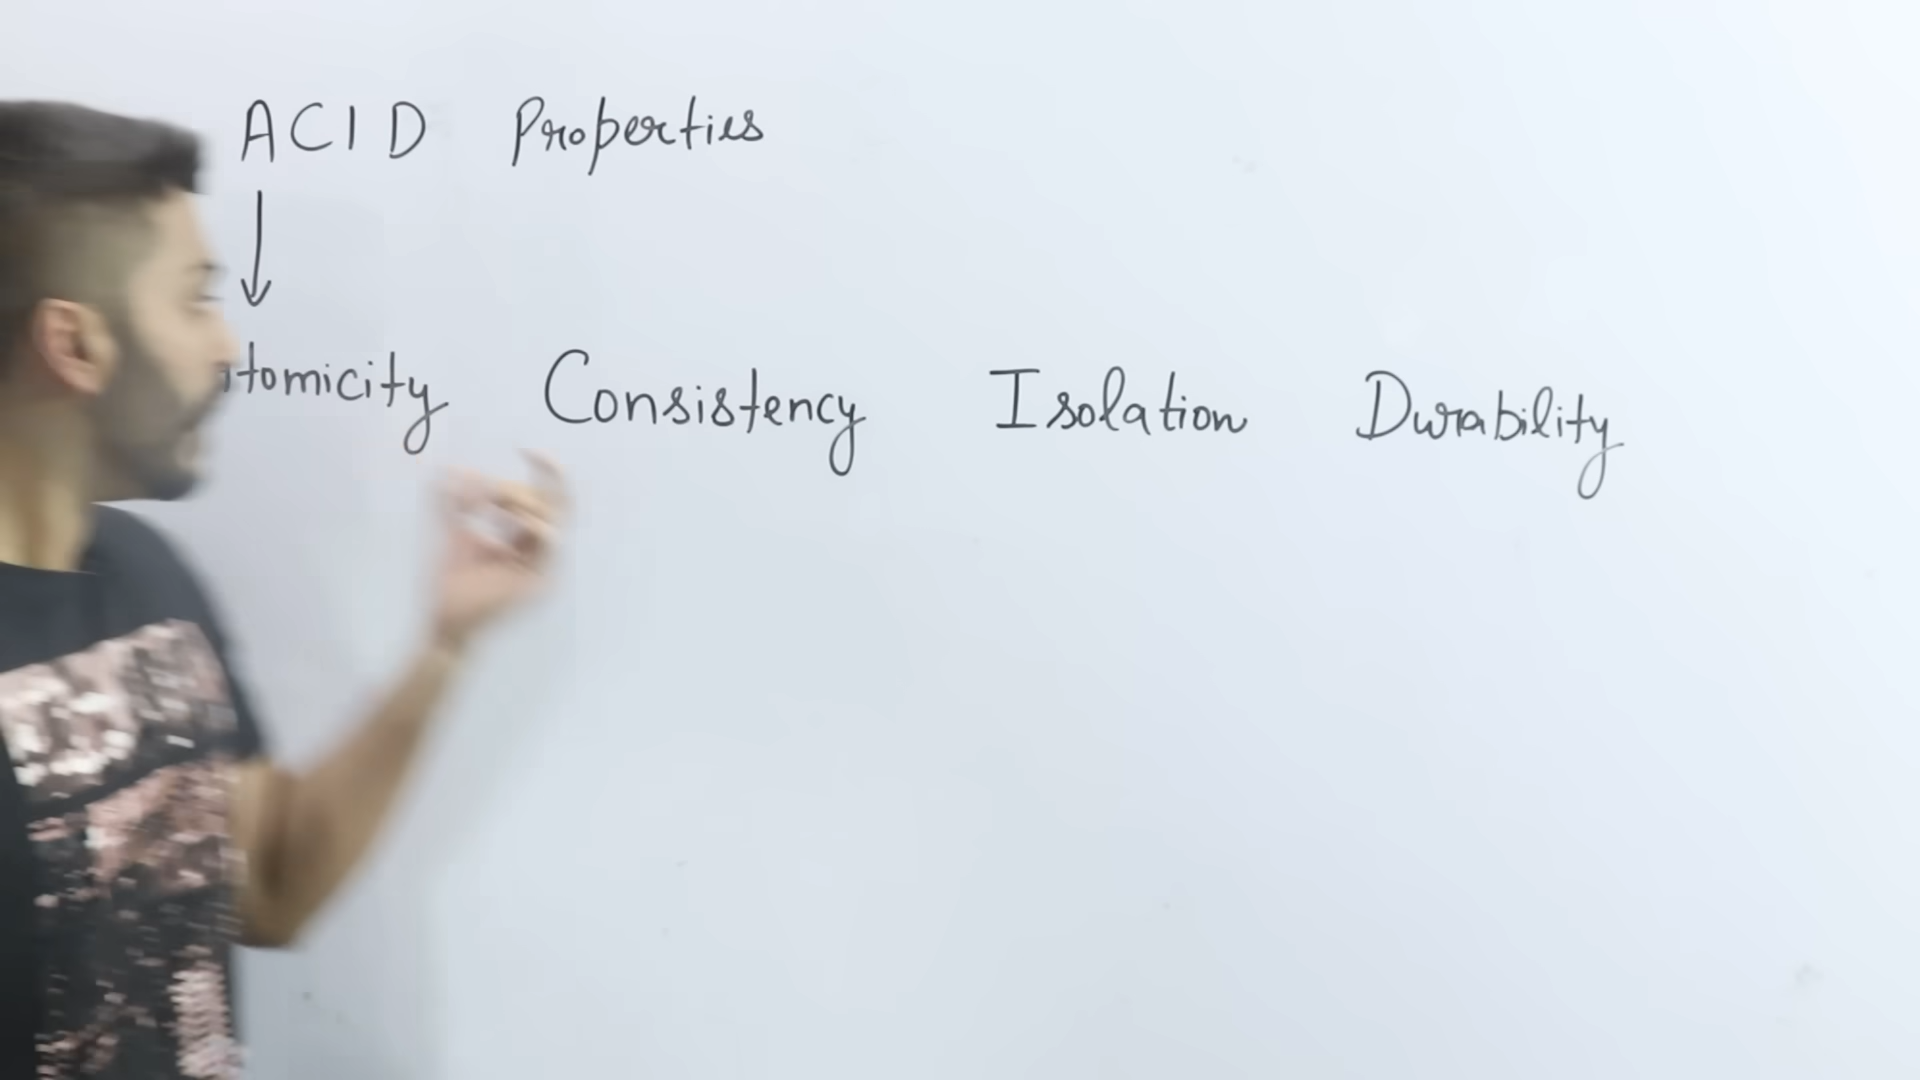 ACID Properties
tomicity Consistency Isolation Durability